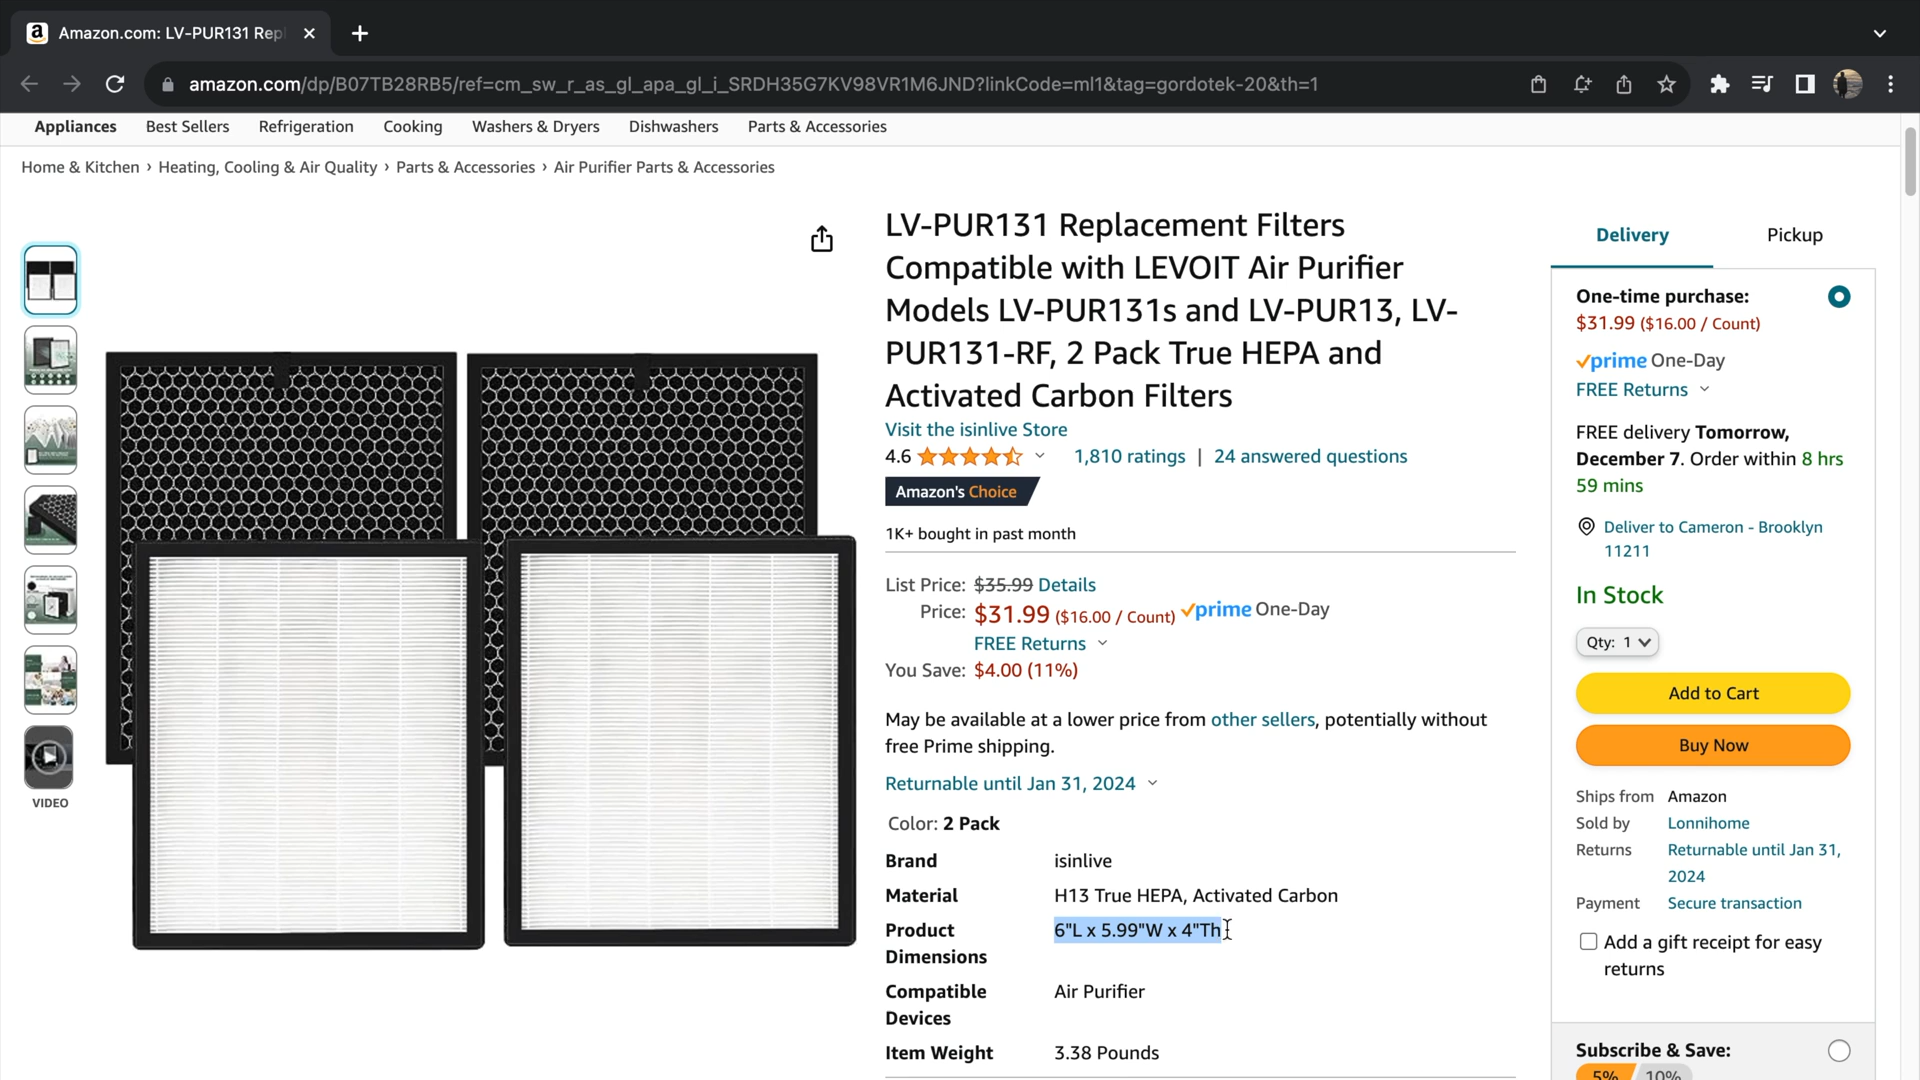 Amazon.com: LV-PUR131 Rep
amazon.com/dp/B07TB28RB5/ref=cm_sw_r_as_gl_apa_gl_i_SRDH35G7KV98VR1M6JND?linkCode=ml1&tag=gordotek-20&th=1
Appliances Best Sellers Refrigeration Cooking Washers & Dryers Dishwashers Parts & Accessories
Home & Kitchen › Heating, Cooling & Air Quality › Parts & Accessories › Air Purifier Parts & Accessories
VIDEO
LV-PUR131 Replacement Filters
Compatible with LEVOIT Air Purifier
Models LV-PUR131s and LV-PUR13, LV-
PUR131-RF, 2 Pack True HEPA and
Activated Carbon Filters
Visit the isinlive Store
4.6 1,810 ratings | 24 answered questions
Amazon's Choice
1K+ bought in past month
List Price: $35.99 Details
Price: $31.99 ($16.00 / Count) prime One-Day
FREE Returns
You Save: $4.00 (11%)
May be available at a lower price from other sellers, potentially without
free Prime shipping.
Returnable until Jan 31, 2024
Color: 2 Pack
Brand isinlive
Material H13 True HEPA, Activated Carbon
Product 6"L x 5.99"W x 4"Th
Dimensions
Compatible Air Purifier
Devices
Item Weight 3.38 Pounds
Delivery Pickup
One-time purchase:
$31.99 ($16.00 / Count)
prime One-Day
FREE Returns
FREE delivery Tomorrow,
December 7. Order within 8 hrs
59 mins
Deliver to Cameron - Brooklyn
11211
In Stock
Qty: 1
Add to Cart
Buy Now
Ships from Amazon
Sold by Lonnihome
Returns Returnable until Jan 31,
2024
Payment Secure transaction
Add a gift receipt for easy
returns
Subscribe & Save:
5% 10%